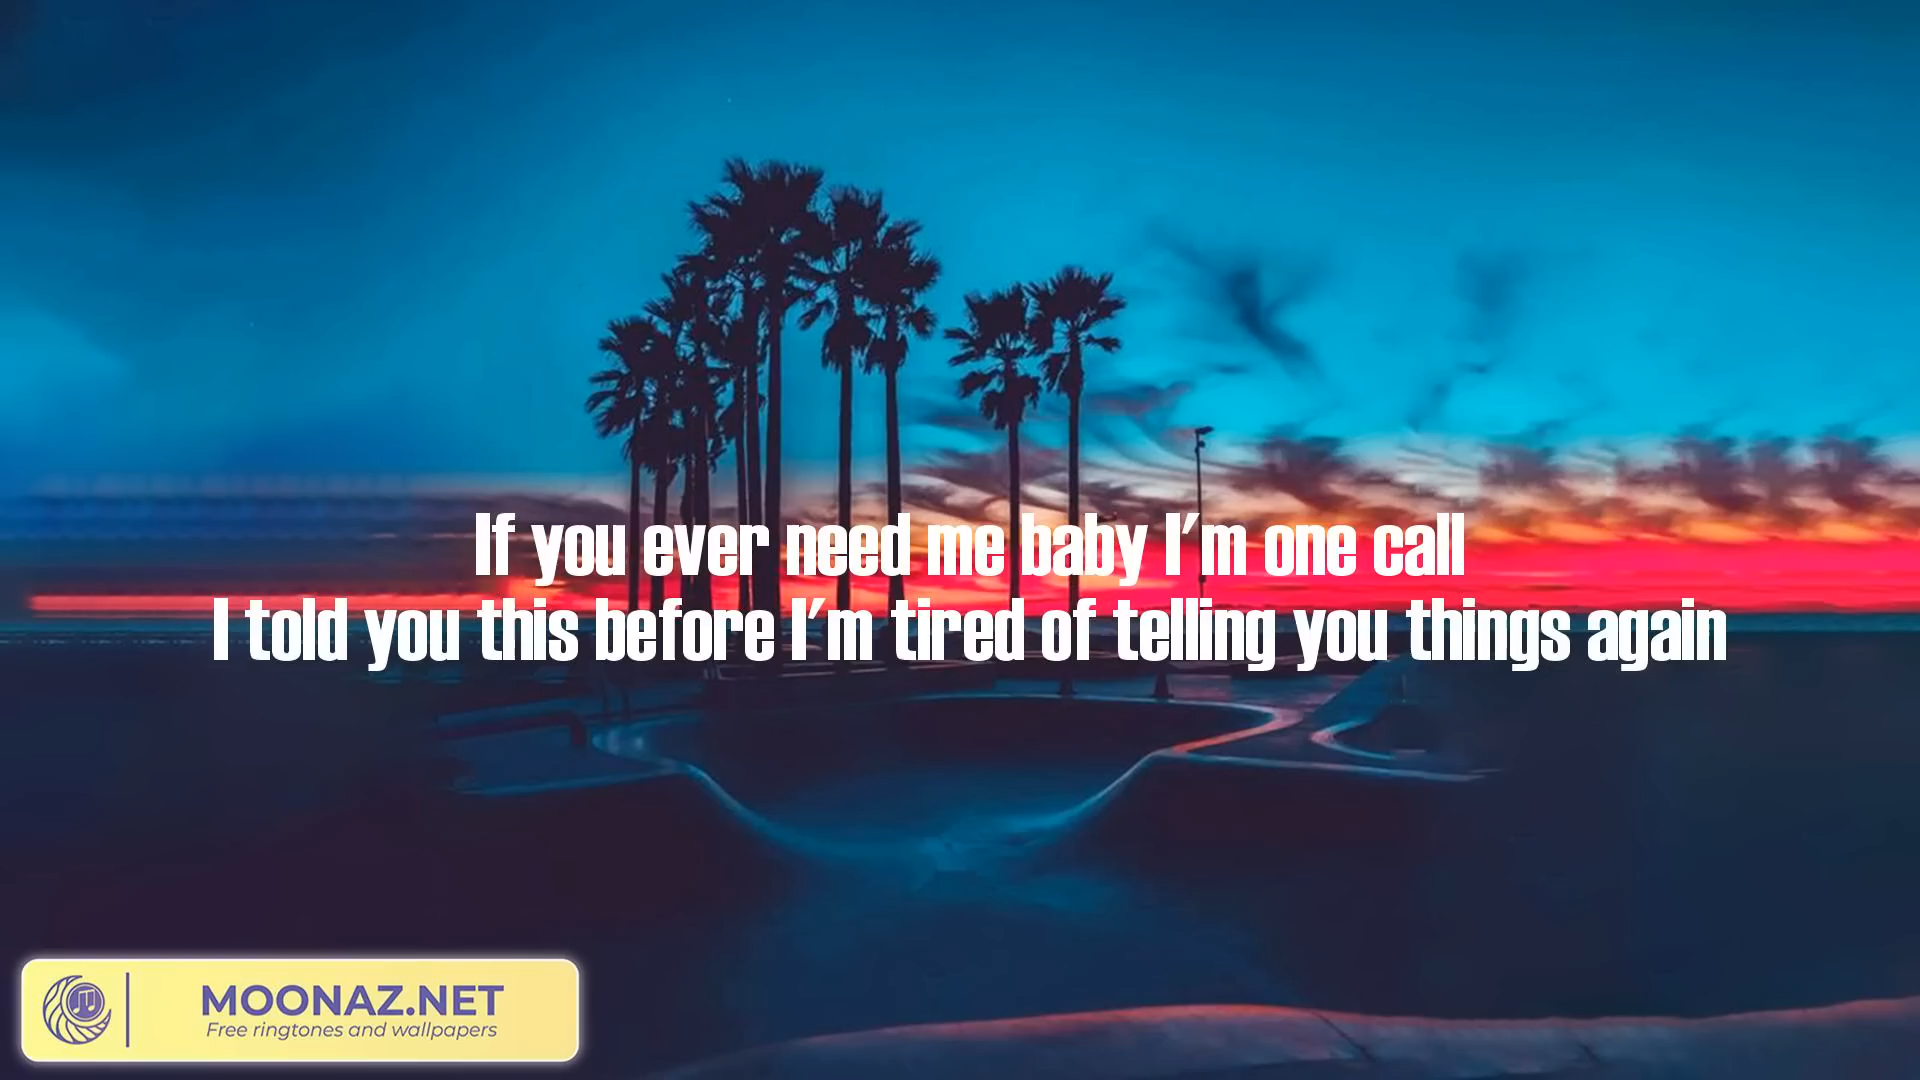 If you ever need me baby I'm one call
I told you this before I'm tired of telling you things again
MOONAZ.NET
Free ringtones and wallpapers